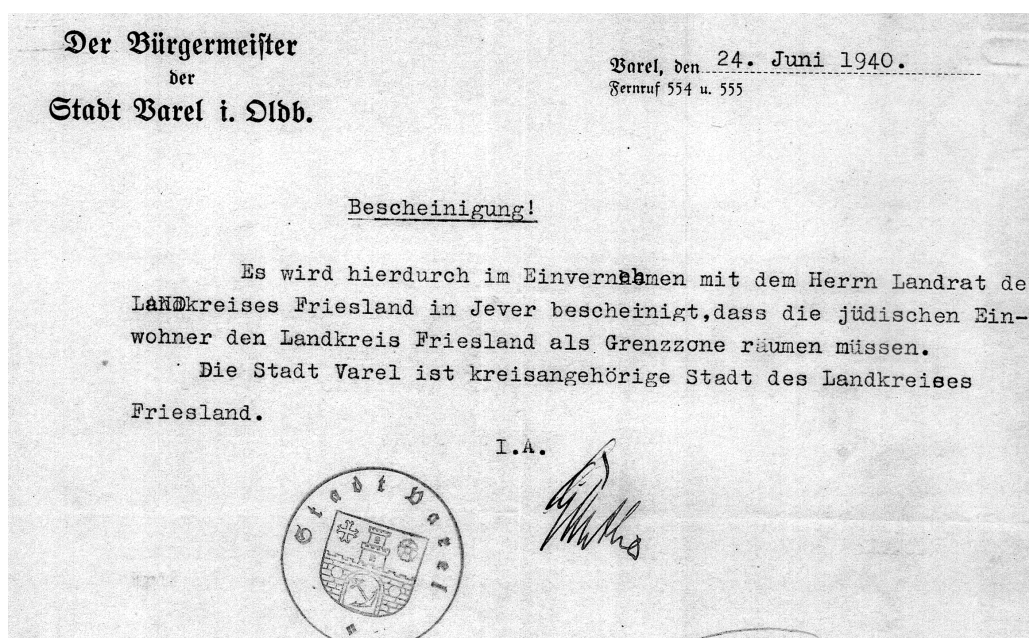 Der Bürgermeister
der
Stadt Varel i. Oldb.
Varel, den 24. Juni 1940.
Fernruf 554 u. 555
Bescheinigung!
Es wird hierdurch im Einvernehmen mit dem Herrn Landrat de
LANDkreises Friesland in Jever bescheinigt,dass die jüdischen Ein-
wohner den Landkreis Friesland als Grenzzone räumen müssen.
Die Stadt Varel ist kreisangehörige Stadt des Landkreises
Friesland.
I.A.
Stadt Varel